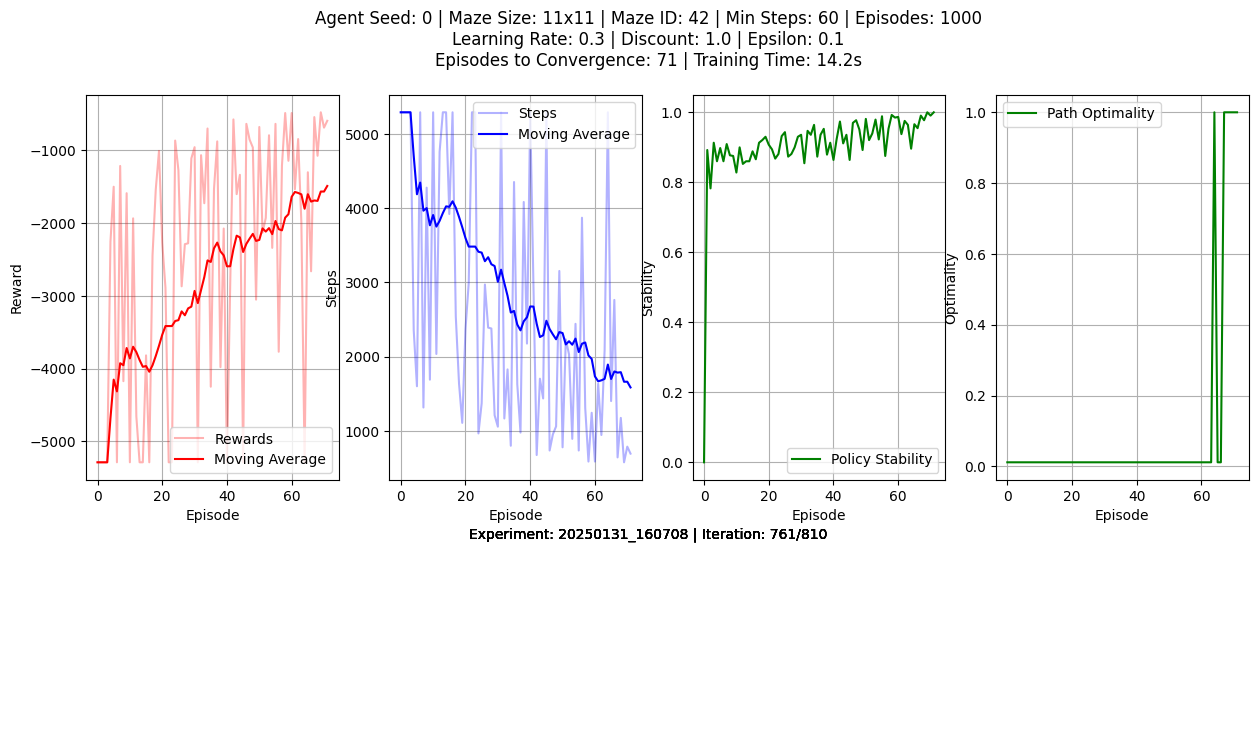 Agent Seed: 0 | Maze Size: 11x11 | Maze ID: 42 | Min Steps: 60 | Episodes: 1000
Learning Rate: 0.3 | Discount: 1.0 | Epsilon: 0.1
Episodes to Convergence: 71 | Training Time: 14.2s
Reward
−1000
−2000
−3000
−4000
−5000
Rewards
Moving Average
0
20
40
60
Episode
Steps
5000
4000
3000
2000
1000
Steps
Moving Average
0
20
40
60
Episode
Stability
1.0
0.8
0.6
0.4
0.2
0.0
Policy Stability
0
20
40
60
Episode
Optimality
1.0
0.8
0.6
0.4
0.2
0.0
Path Optimality
0
20
40
60
Episode
Experiment: 20250131_160708 | Iteration: 761/810